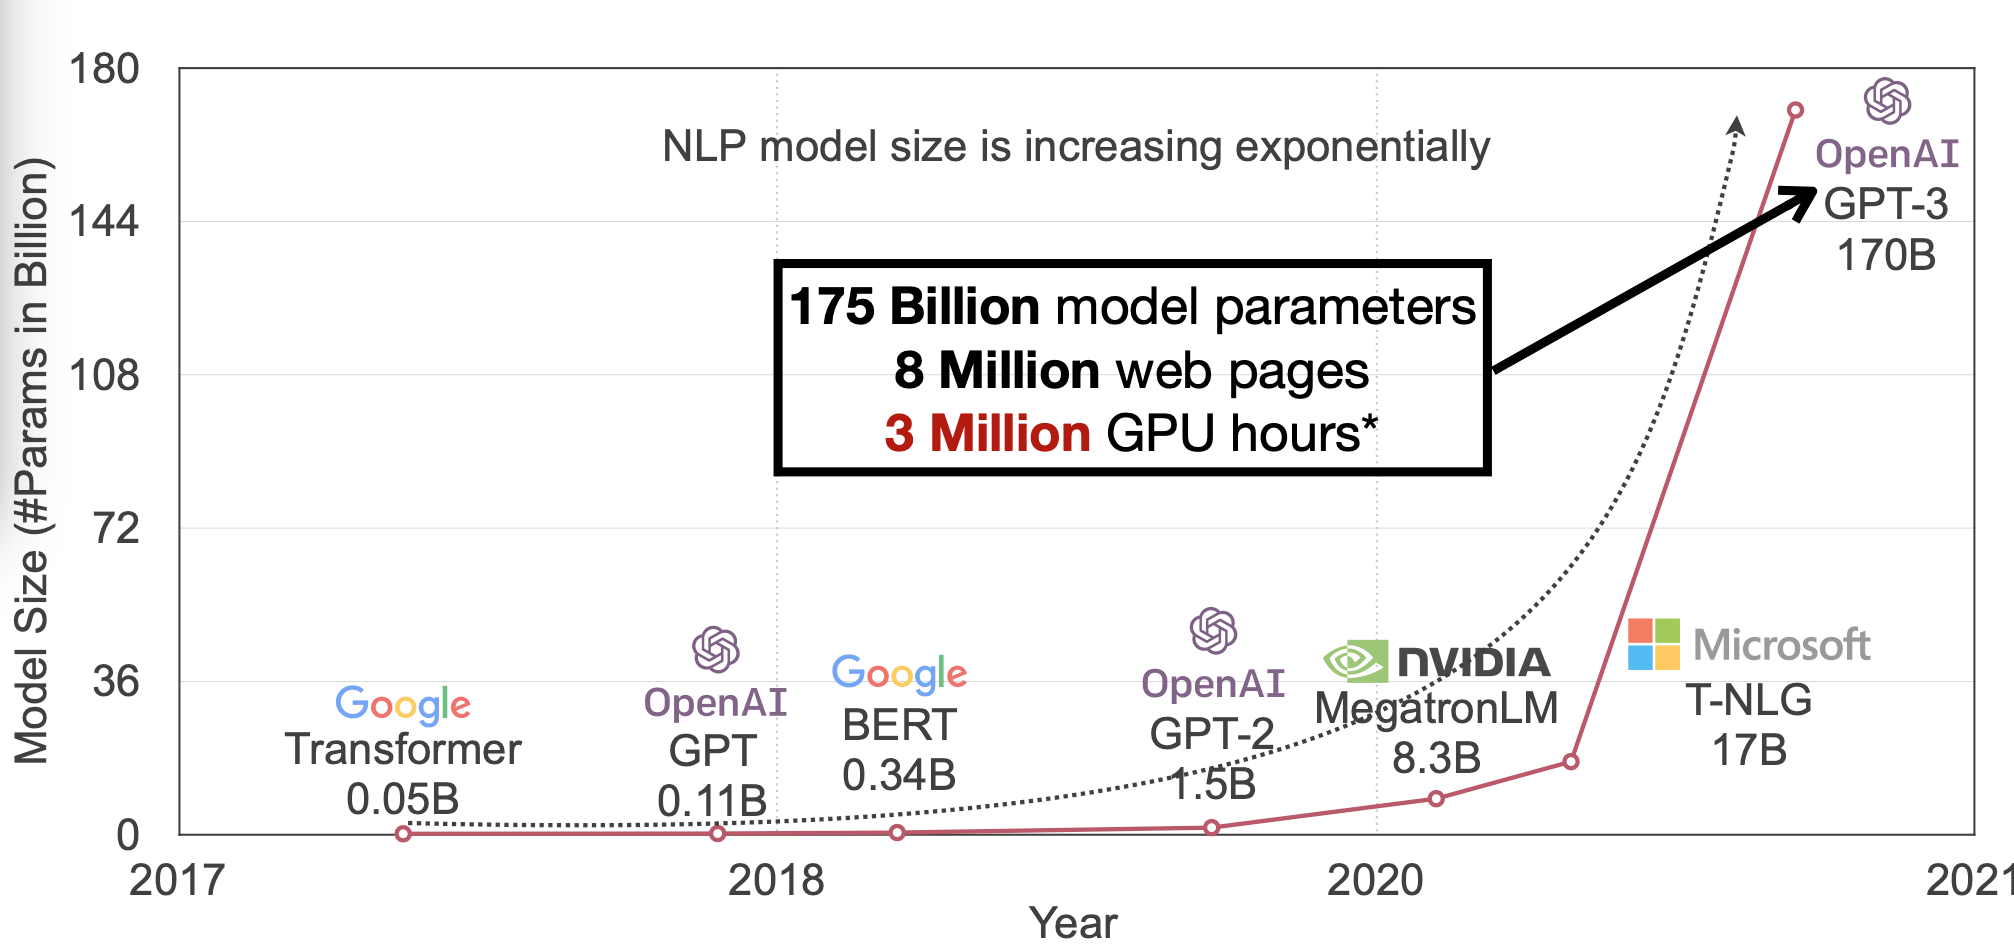 180
144
108
72
36
0
Model Size (#Params in Billion)
NLP model size is increasing exponentially
175 Billion model parameters
8 Million web pages
3 Million GPU hours*
OpenAI
GPT-3
170B
Google
Transformer
0.05B
OpenAI
GPT
0.11B
Google
BERT
0.34B
OpenAI
GPT-2
1.5B
NVIDIA
MegatronLM
8.3B
Microsoft
T-NLG
17B
2017
2018
2020
2021
Year